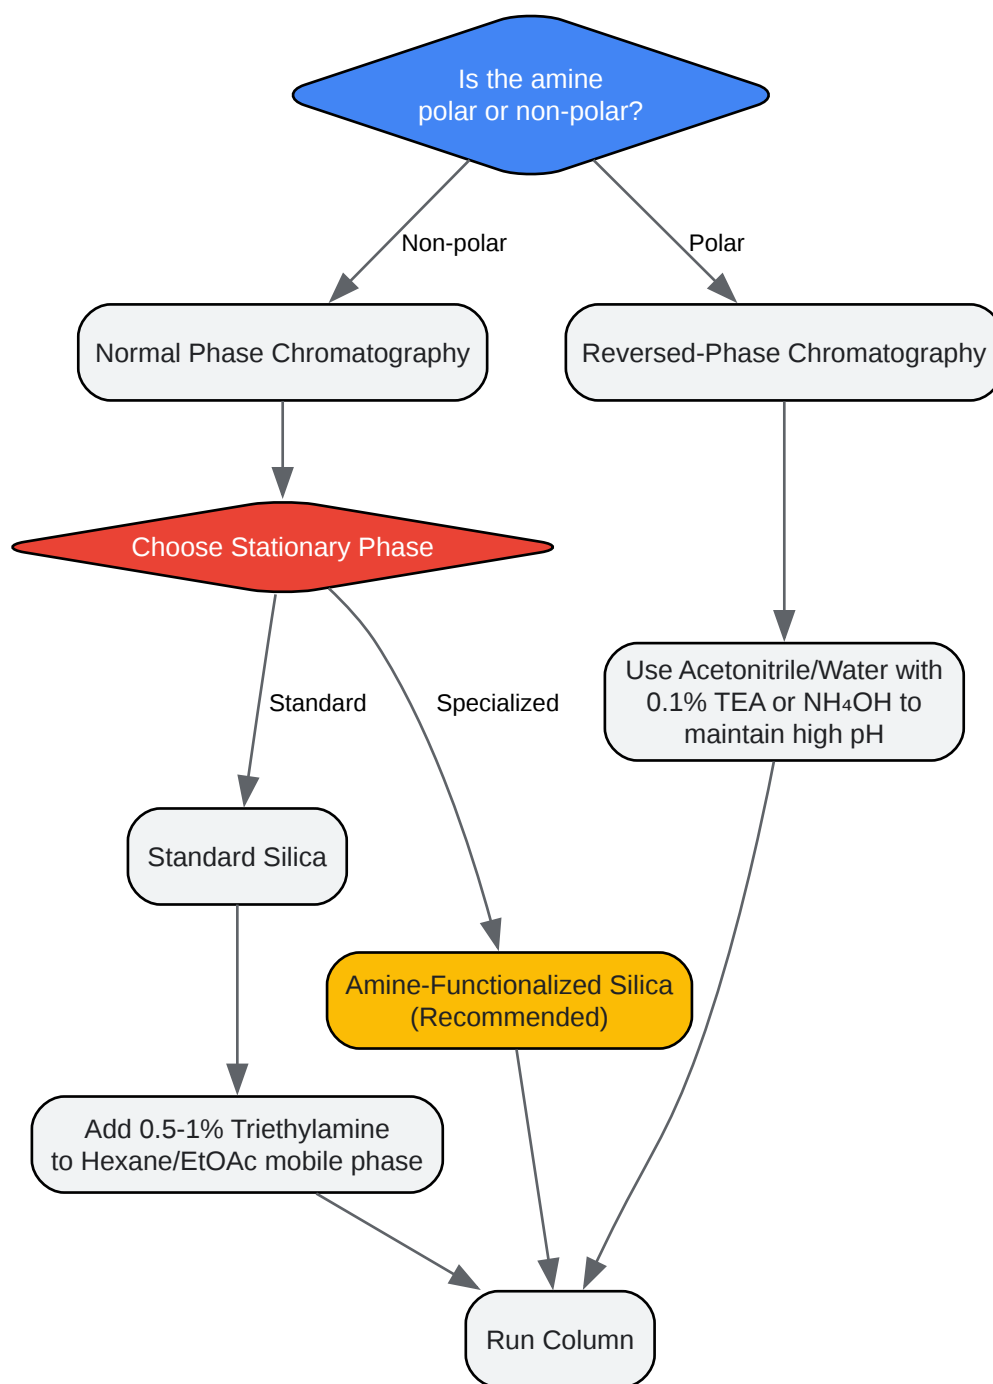 Is the amine
polar or non-polar?
Non-polar
Polar
Normal Phase Chromatography
Reversed-Phase Chromatography
Choose Stationary Phase
Standard
Specialized
Use Acetonitrile/Water with
0.1% TEA or NH₄OH to
maintain high pH
Standard Silica
Amine-Functionalized Silica
(Recommended)
Add 0.5-1% Triethylamine
to Hexane/EtOAc mobile phase
Run Column